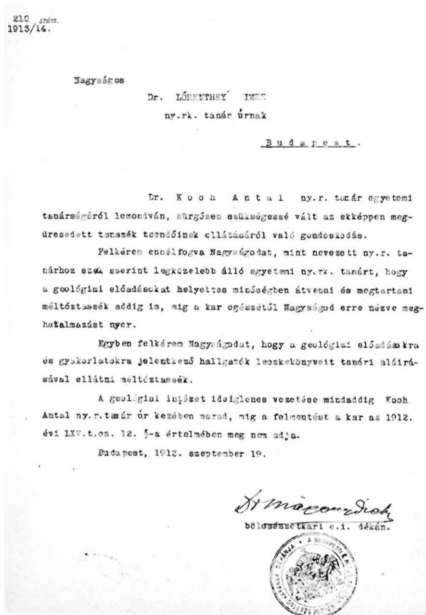 210 szám.
1913/14.
Nagyságos
Dr. LŐRENTHEY IMRE
ny.rk. tanár úrnak
Budapest.
Dr. Koch Antal ny.r. tanár egyetemi
tanárságáról lemondván, sürgősen szükségessé vált az ekképpen meg-
üresedett tanszék teendőinek ellátásáról való gondoskodás.
Felkérem ennélfogva Nagyságodat, mint nevezett ny.r. ta-
nárhoz szak szerint legközelebb álló egyetemi ny.rk. tanárt, hogy
a geológiai előadásokat helyettes minőségben átvenni és megtartani
méltóztassék addig is, míg a kar egészétől Nagyságod erre nézve meg-
hatalmazást nyer.
Egyben felkérem Nagyságodat, hogy a geológiai előadásokra
és gyakorlatokra jelentkező hallgatók leczkekönyveit tanári aláírá-
sával ellátni méltóztassék.
A geológiai intézet ideiglenes vezetése mindaddig Koch
Antal ny.r.tanár úr kezében marad, míg a felmentést a kar az 1912.
évi LXV.t.cz. 12. §-a értelmében meg nem adja.
Budapest, 1913. szeptember 19.
bölcsészetkari e.i. dékán.